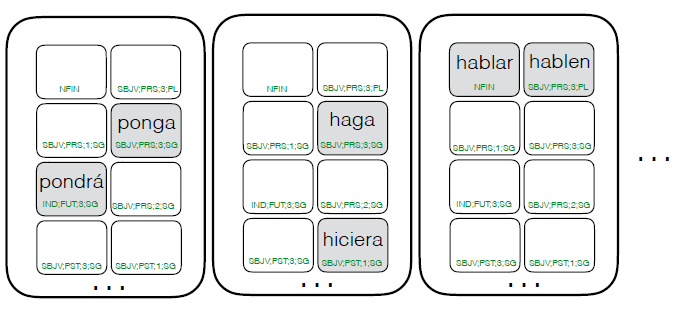 NFIN SBJV;PRS;3;PL
ponga
SBJV;PRS;1;SG SBJV;PRS;3;SG
pondrá
IND;FUT;3;SG SBJV;PRS;2;SG
SBJV;PST;3;SG SBJV;PST;1;SG
...
NFIN SBJV;PRS;3;PL
haga
SBJV;PRS;1;SG SBJV;PRS;3;SG
IND;FUT;3;SG SBJV;PRS;2;SG
hiciera
SBJV;PST;3;SG SBJV;PST;1;SG
...
hablar hablen
NFIN SBJV;PRS;3;PL
SBJV;PRS;1;SG SBJV;PRS;3;SG
IND;FUT;3;SG SBJV;PRS;2;SG
SBJV;PST;3;SG SBJV;PST;1;SG
...
...